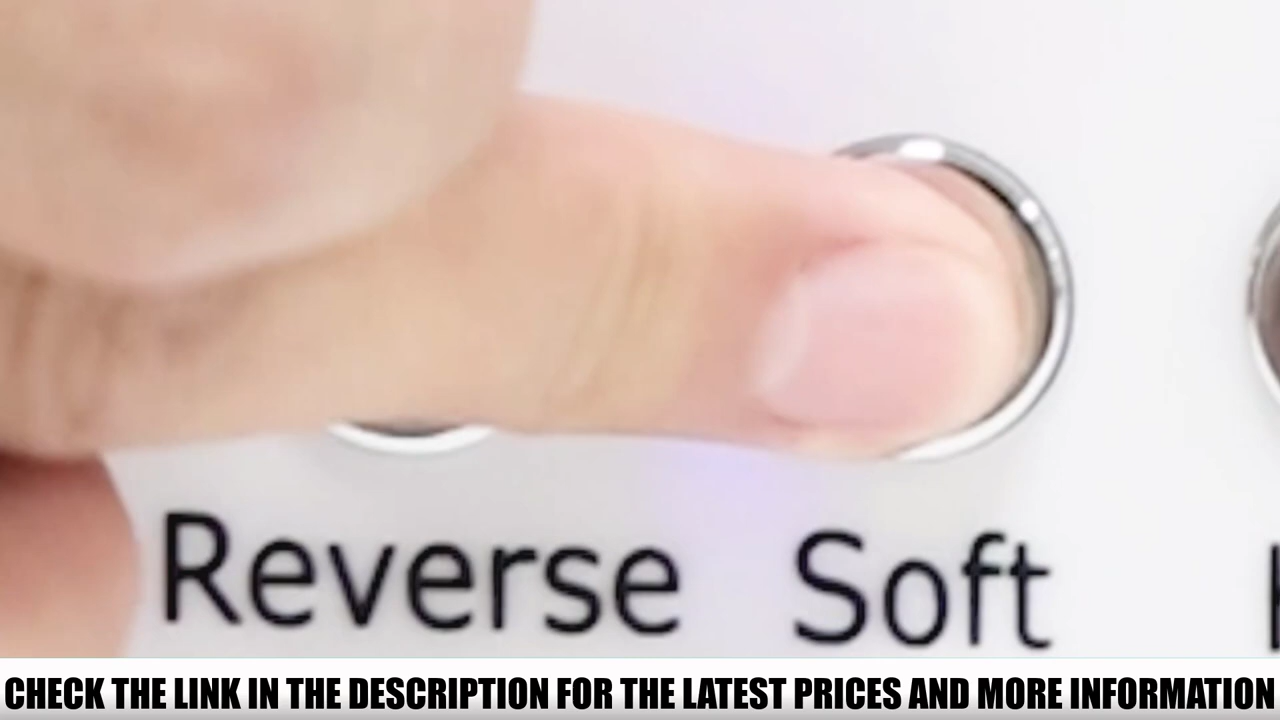 Reverse Soft
CHECK THE LINK IN THE DESCRIPTION FOR THE LATEST PRICES AND MORE INFORMATION